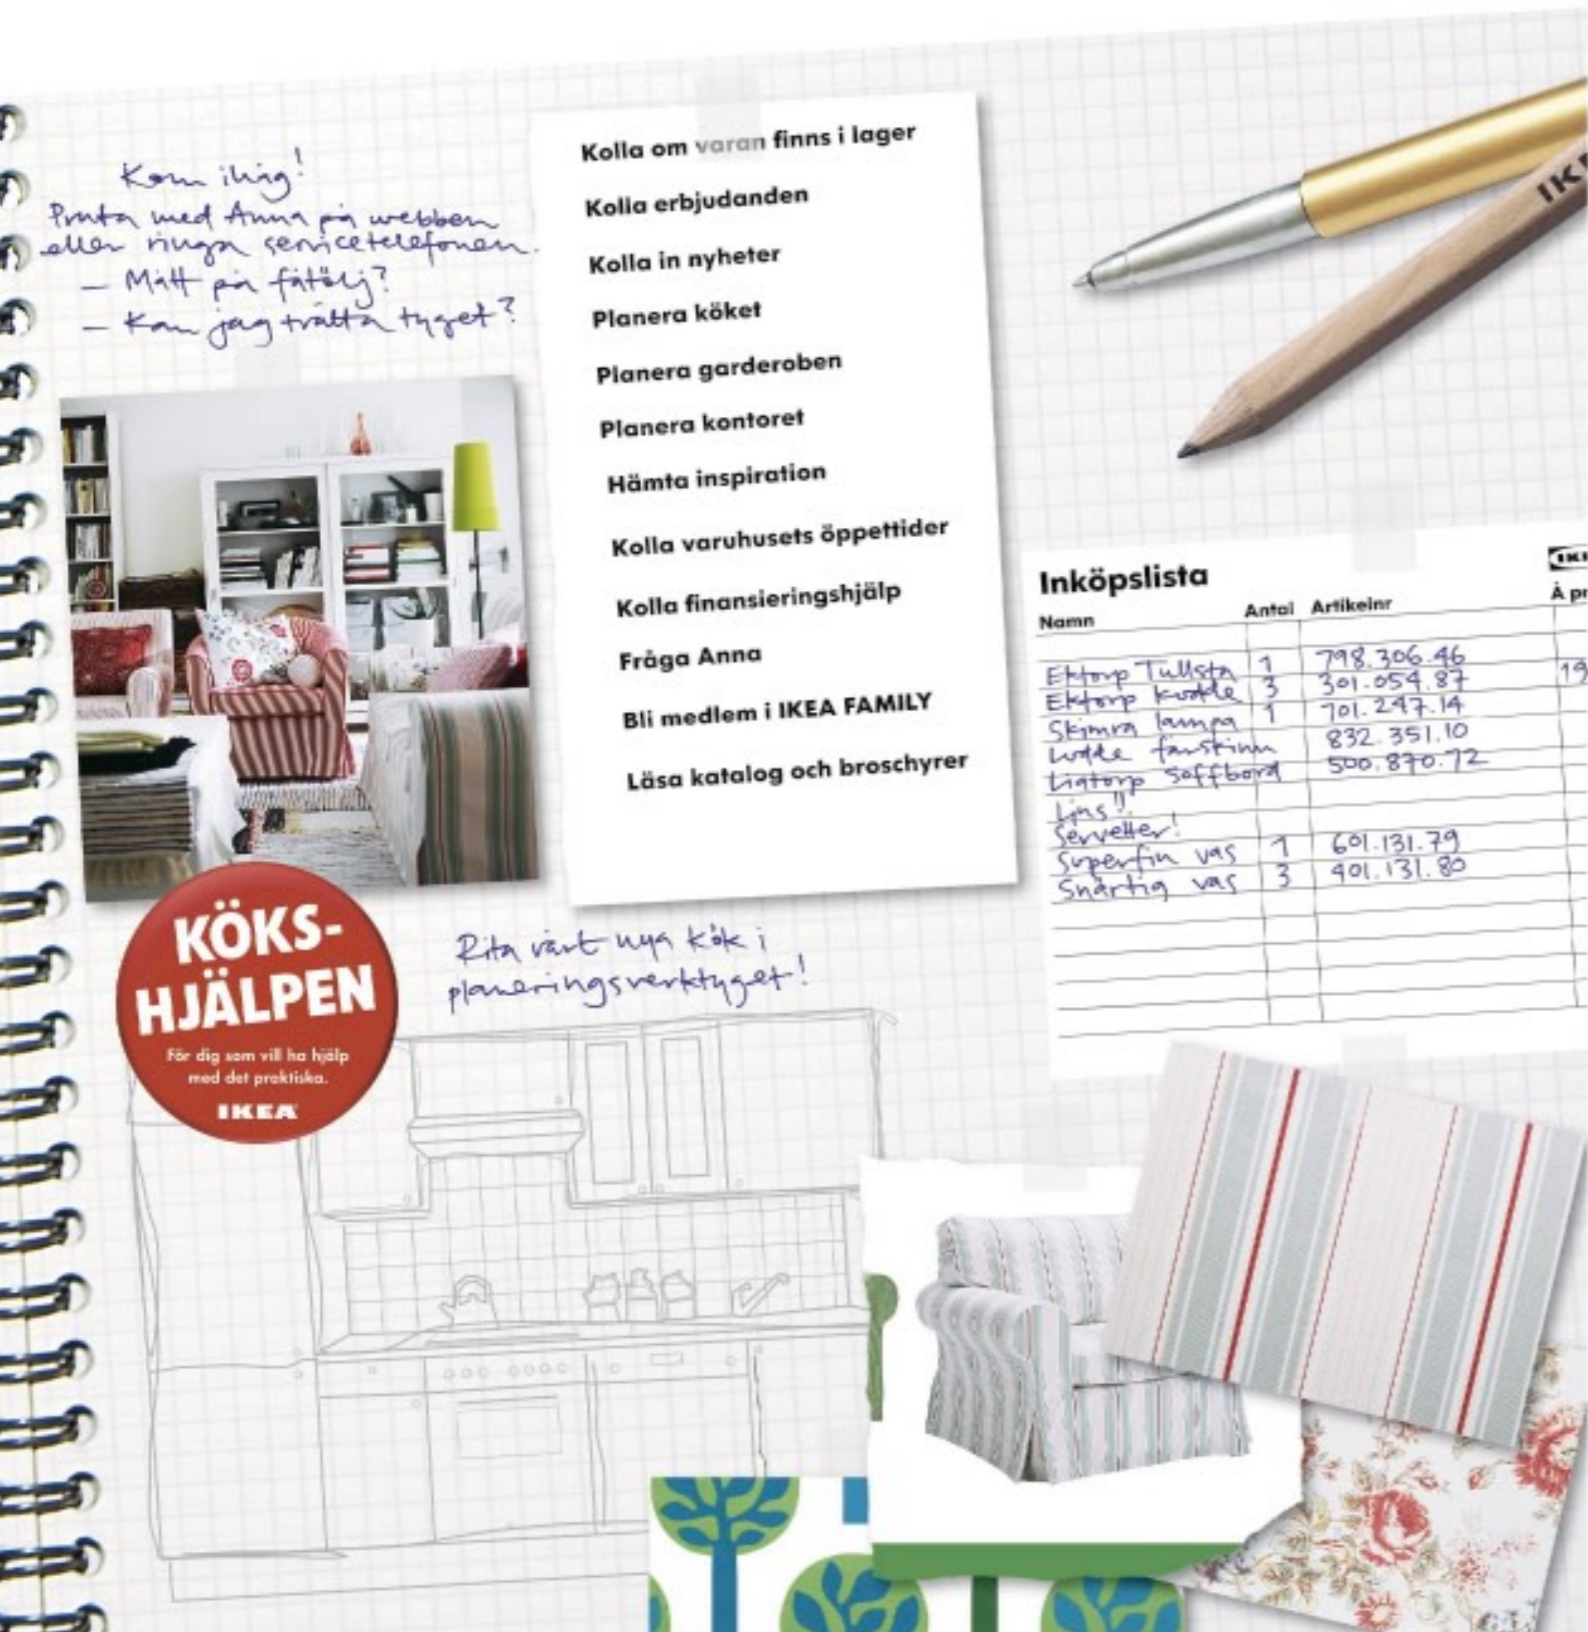 Kom ihåg!
Prata med Anna på webben
eller ringa servicetelefonen.
– Mått på fåtölj?
– Kan jag tvätta tyget?
Kolla om varan finns i lager
Kolla erbjudanden
Kolla in nyheter
Planera köket
Planera garderoben
Planera kontoret
Hämta inspiration
Kolla varuhusets öppettider
Kolla finansieringshjälp
Fråga Anna
Bli medlem i IKEA FAMILY
Läsa katalog och broschyrer
IK
Inköpslista IKE
Namn Antal Artikelnr À pr
Ektorp Tullsta 1 798.306.46 19
Ektorp kudde 3 301.054.87
Skimra lampa 1 701.247.14
832.351.10
Liatorp soffbord 500.870.72
Ljus!!
Servetter!
Superfin vas 1 601.131.79
Snärtig vas 3 401.131.80
KÖKS-
HJÄLPEN
För dig som vill ha hjälp
med det praktiska.
IKEA
Rita vårt nya kök i
planeringsverktyget!